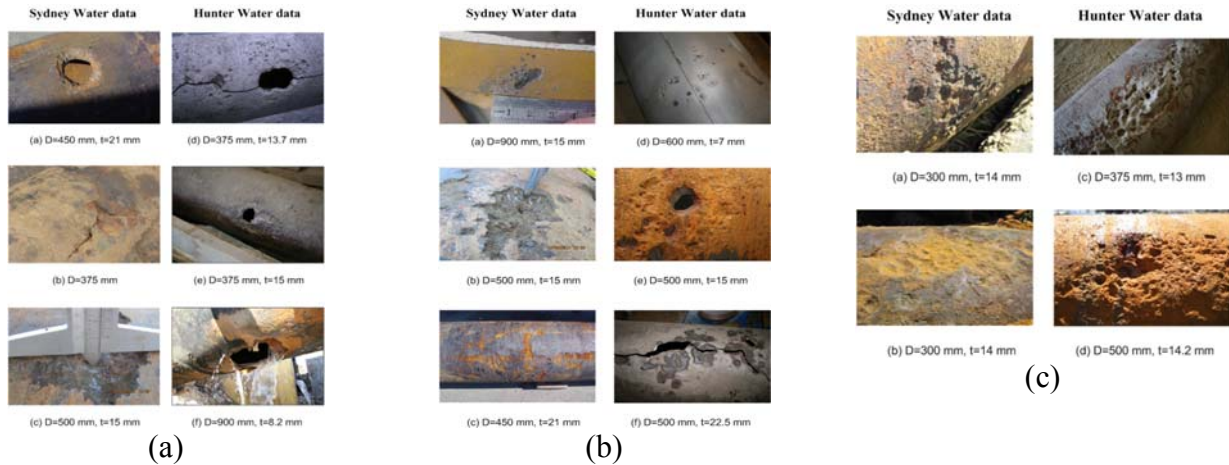 Sydney Water data Hunter Water data
(a) D=450 mm, t=21 mm (d) D=375 mm, t=13.7 mm
(b) D=375 mm (e) D=375 mm, t=15 mm
(c) D=500 mm, t=15 mm (f) D=900 mm, t=8.2 mm
(a)
Sydney Water data Hunter Water data
(a) D=900 mm, t=15 mm (d) D=600 mm, t=7 mm
(b) D=500 mm, t=15 mm (e) D=500 mm, t=15 mm
(c) D=450 mm, t=21 mm (f) D=500 mm, t=22.5 mm
(b)
Sydney Water data Hunter Water data
(a) D=300 mm, t=14 mm (c) D=375 mm, t=13 mm
(b) D=300 mm, t=14 mm (d) D=500 mm, t=14.2 mm
(c)